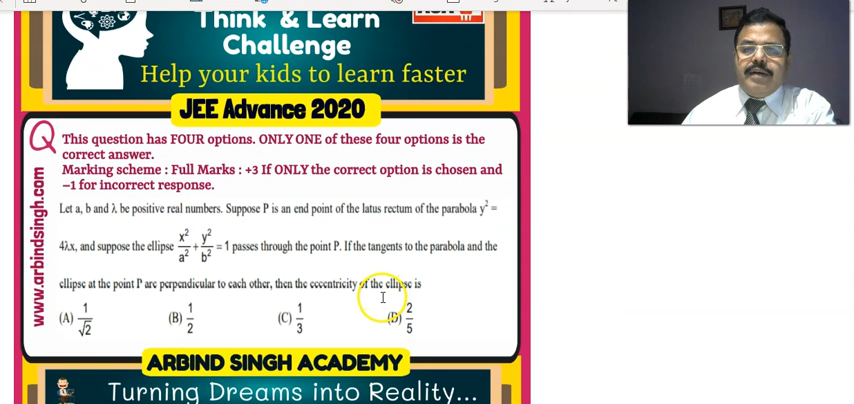 Think & Learn
Challenge
Help your kids to learn faster
JEE Advance 2020
Q
This question has FOUR options. ONLY ONE of these four options is the
correct answer.
Marking scheme : Full Marks : +3 If ONLY the correct option is chosen and
–1 for incorrect response.
www.arbindsingh.com
Let a, b and λ be positive real numbers. Suppose P is an end point of the latus rectum of the parabola y² =
4λx, and suppose the ellipse x²/a² + y²/b² = 1 passes through the point P. If the tangents to the parabola and the
ellipse at the point P are perpendicular to each other, then the eccentricity of the ellipse is
(A) 1/√2 (B) 1/2 (C) 1/3 (D) 2/5
ARBIND SINGH ACADEMY
Turning Dreams into Reality...